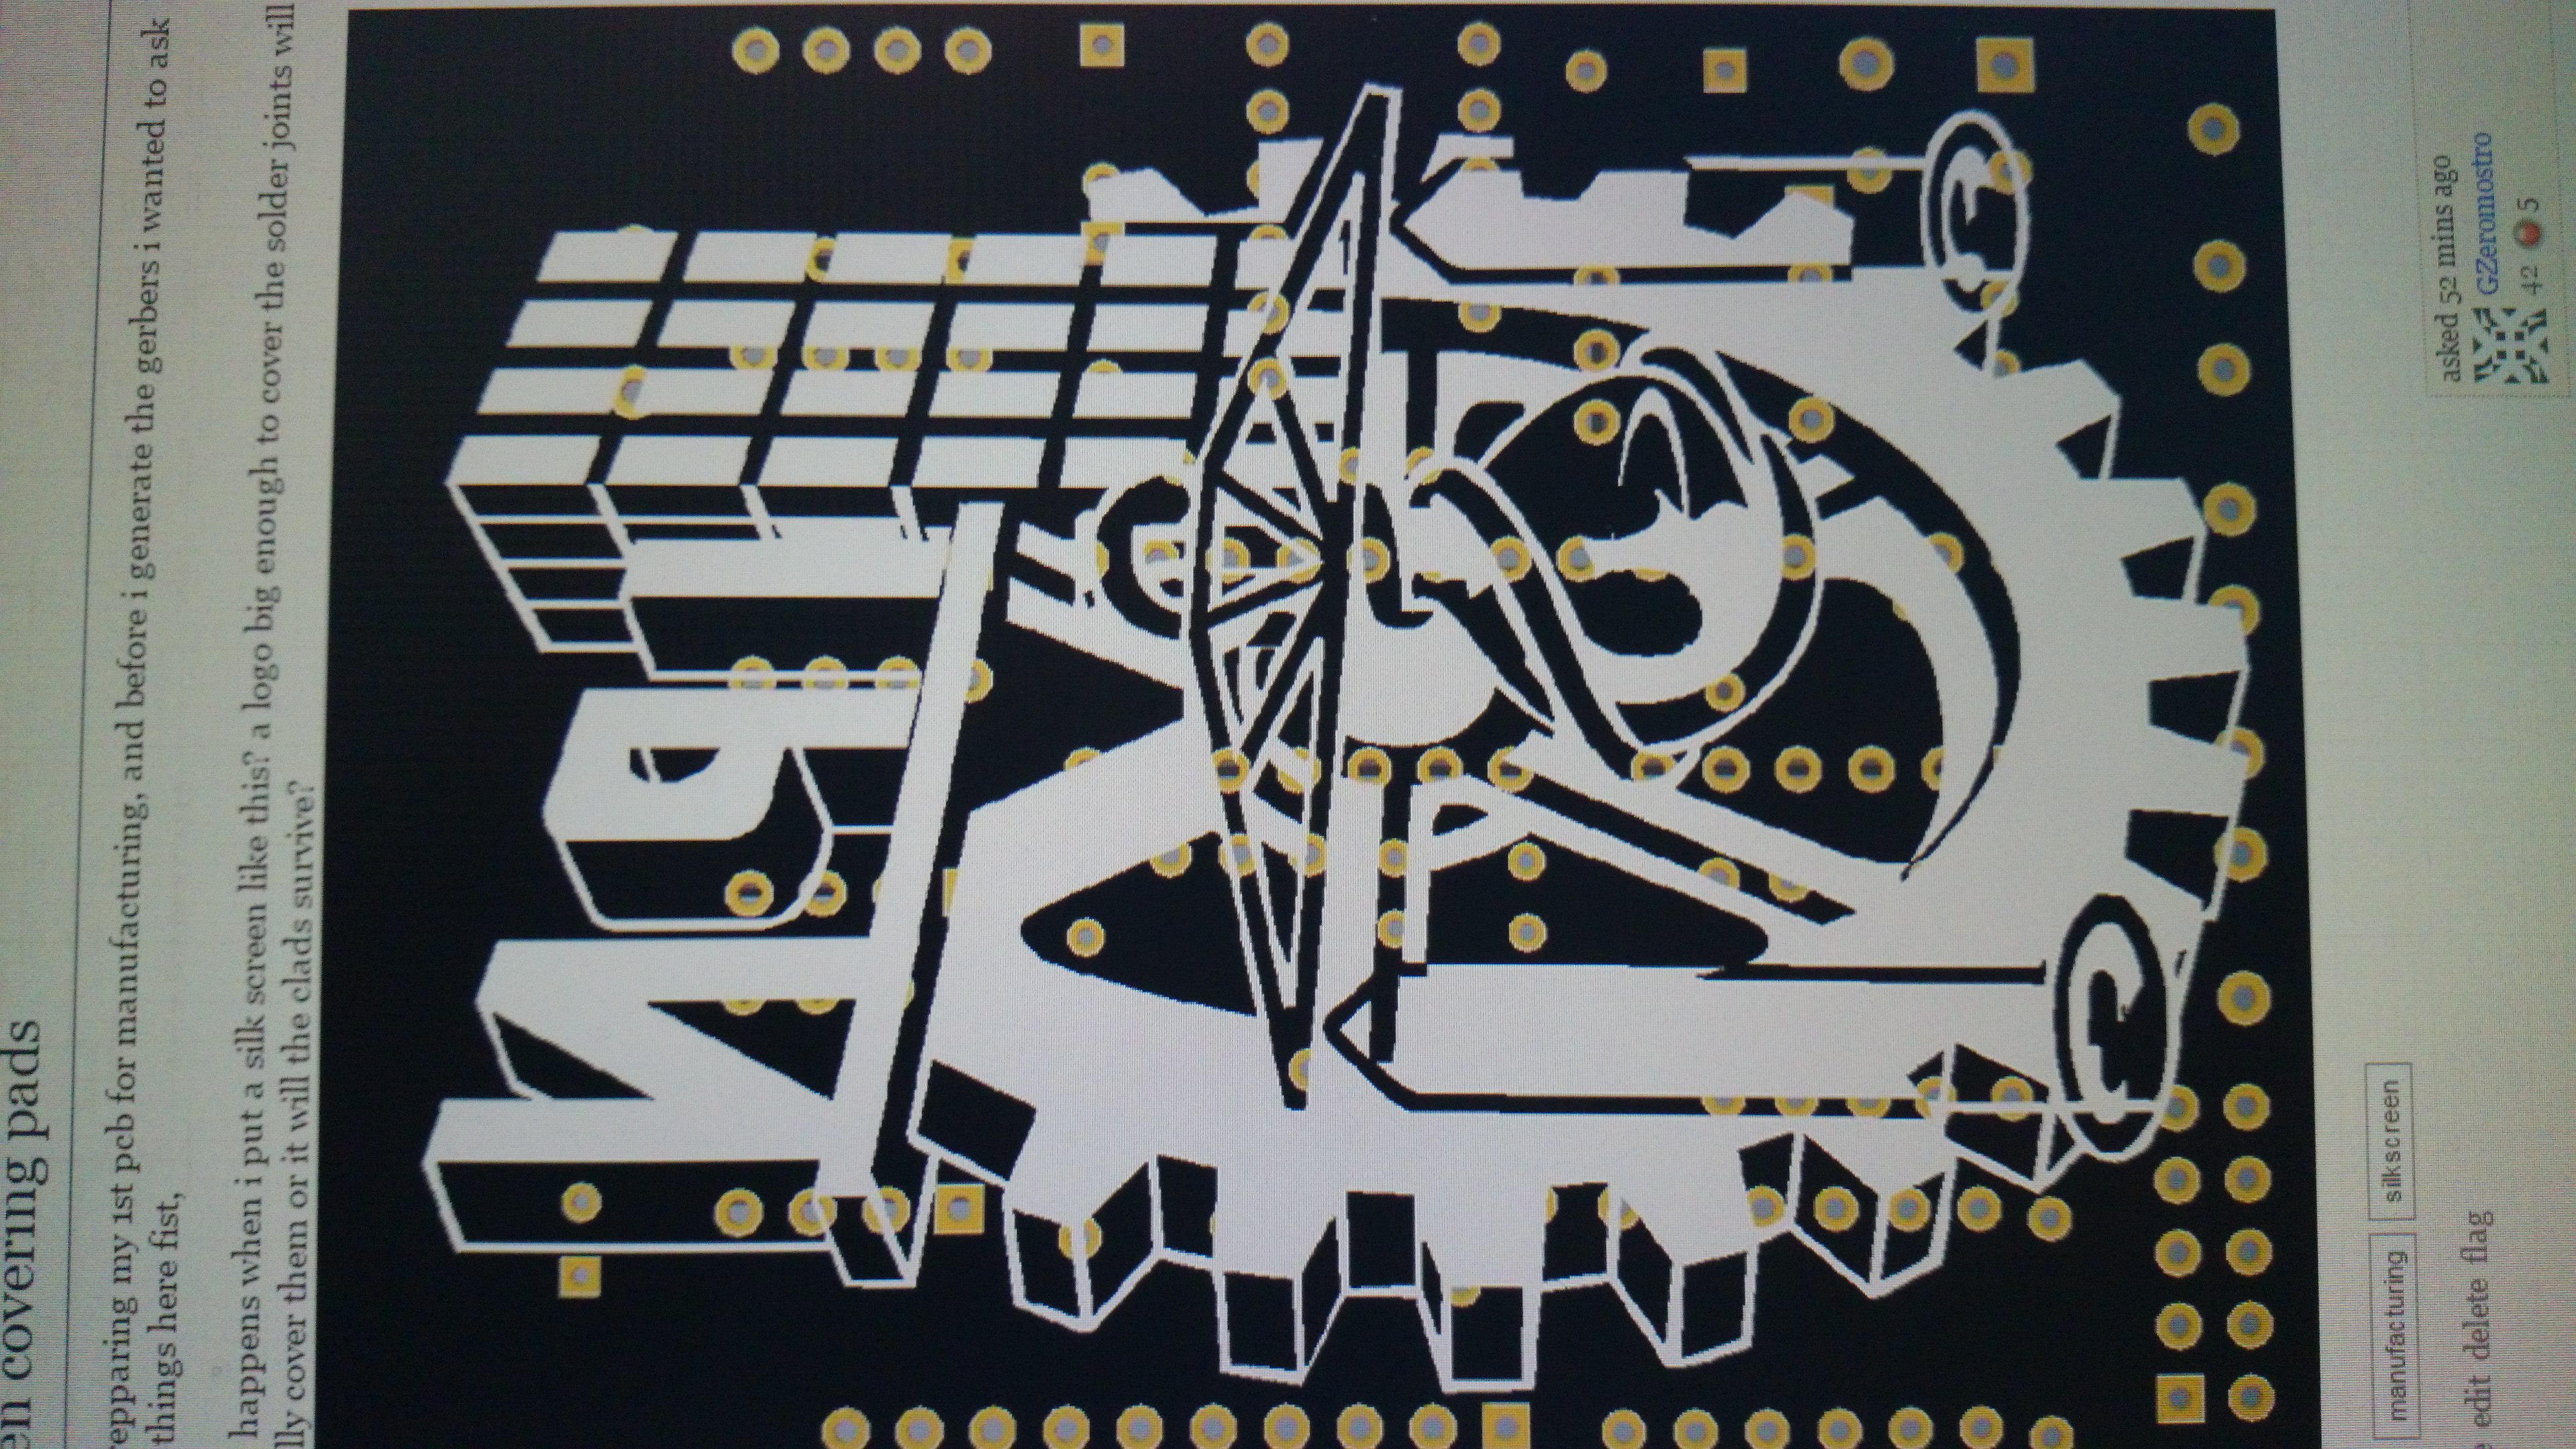 en covering pads
epparing my 1st pcb for manufacturing, and before i generate the gerbers i wanted to ask
things here fist,
happens when i put a silk screen like this? a logo big enough to cover the solder joints will
lly cover them or it will the clads survive?
manufacturing silkscreen
edit delete flag
asked 52 mins ago
GZeromostro
42 5